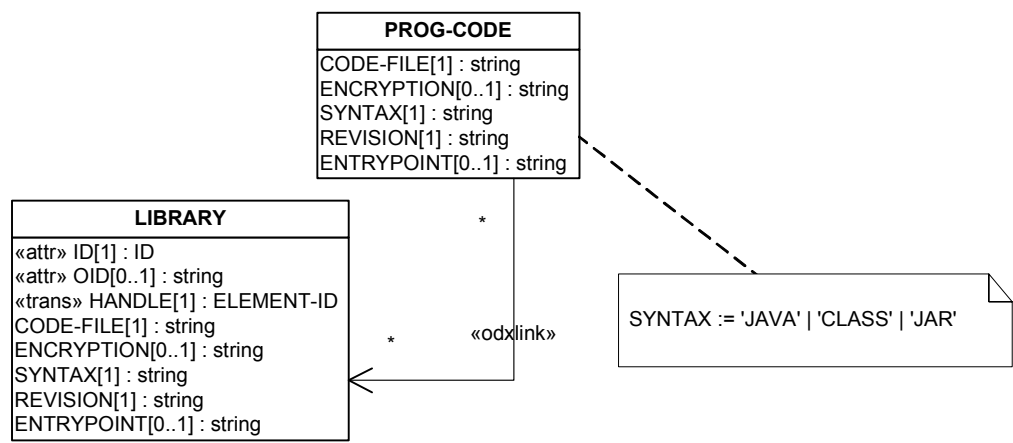 PROG-CODE
CODE-FILE[1] : string
ENCRYPTION[0..1] : string
SYNTAX[1] : string
REVISION[1] : string
ENTRYPOINT[0..1] : string
LIBRARY
«attr» ID[1] : ID
«attr» OID[0..1] : string
«trans» HANDLE[1] : ELEMENT-ID
CODE-FILE[1] : string
ENCRYPTION[0..1] : string
SYNTAX[1] : string
REVISION[1] : string
ENTRYPOINT[0..1] : string
*
*
«odxlink»
SYNTAX := 'JAVA' | 'CLASS' | 'JAR'